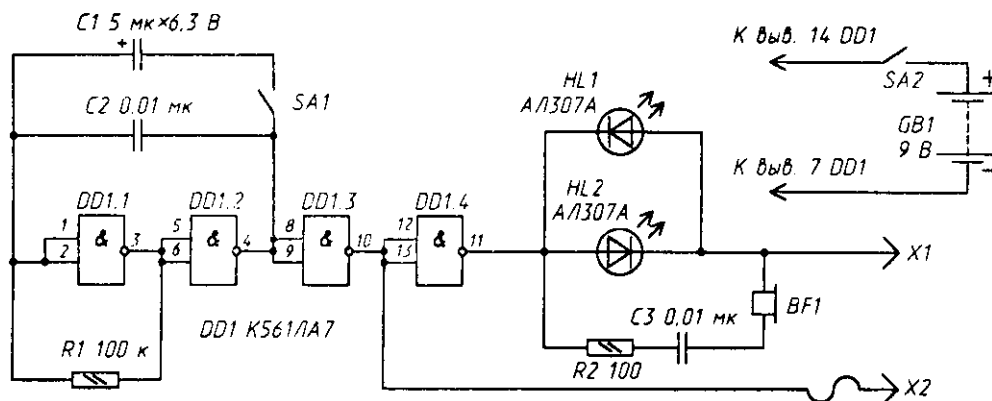 C1 5 мк×6,3 В
+
C2 0,01 мк
SA1
К выв. 14 DD1
SA2
+
GB1
9 В
−
К выв. 7 DD1
HL1
АЛ307А
HL2
АЛ307А
DD1.1
DD1.2
DD1.3
DD1.4
1
2
&
3
5
6
&
4
8
9
&
10
12
13
&
11
X1
BF1
DD1 К561ЛА7
C3 0,01 мк
R1 100 к
R2 100
X2